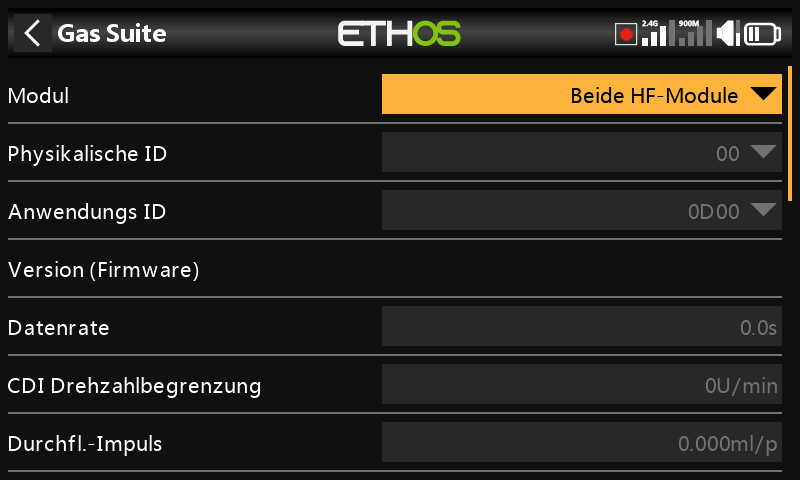 Gas Suite
ETHOS
2.4G
900M
Modul
Beide HF-Module
Physikalische ID
00
Anwendungs ID
0D00
Version (Firmware)
Datenrate
0.0s
CDI Drehzahlbegrenzung
0U/min
Durchfl.-Impuls
0.000ml/p